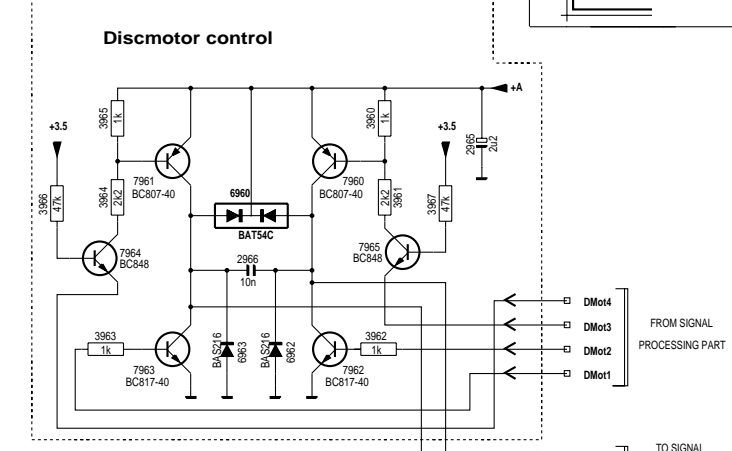 Discmotor control
+A
3965
1k
3960
1k
+3.5
+3.5
2965
2u2
7961
BC807-40
7960
BC807-40
3966
47k
3964
2k2
6960
2k2
3961
3967
47k
BAT54C
7964
BC848
2966
10n
7965
BC848
DMot4
DMot3
FROM SIGNAL
PROCESSING PART
3963
1k
BAS216
6963
BAS216
6962
3962
1k
DMot2
7963
BC817-40
7962
BC817-40
DMot1
TO SIGNAL